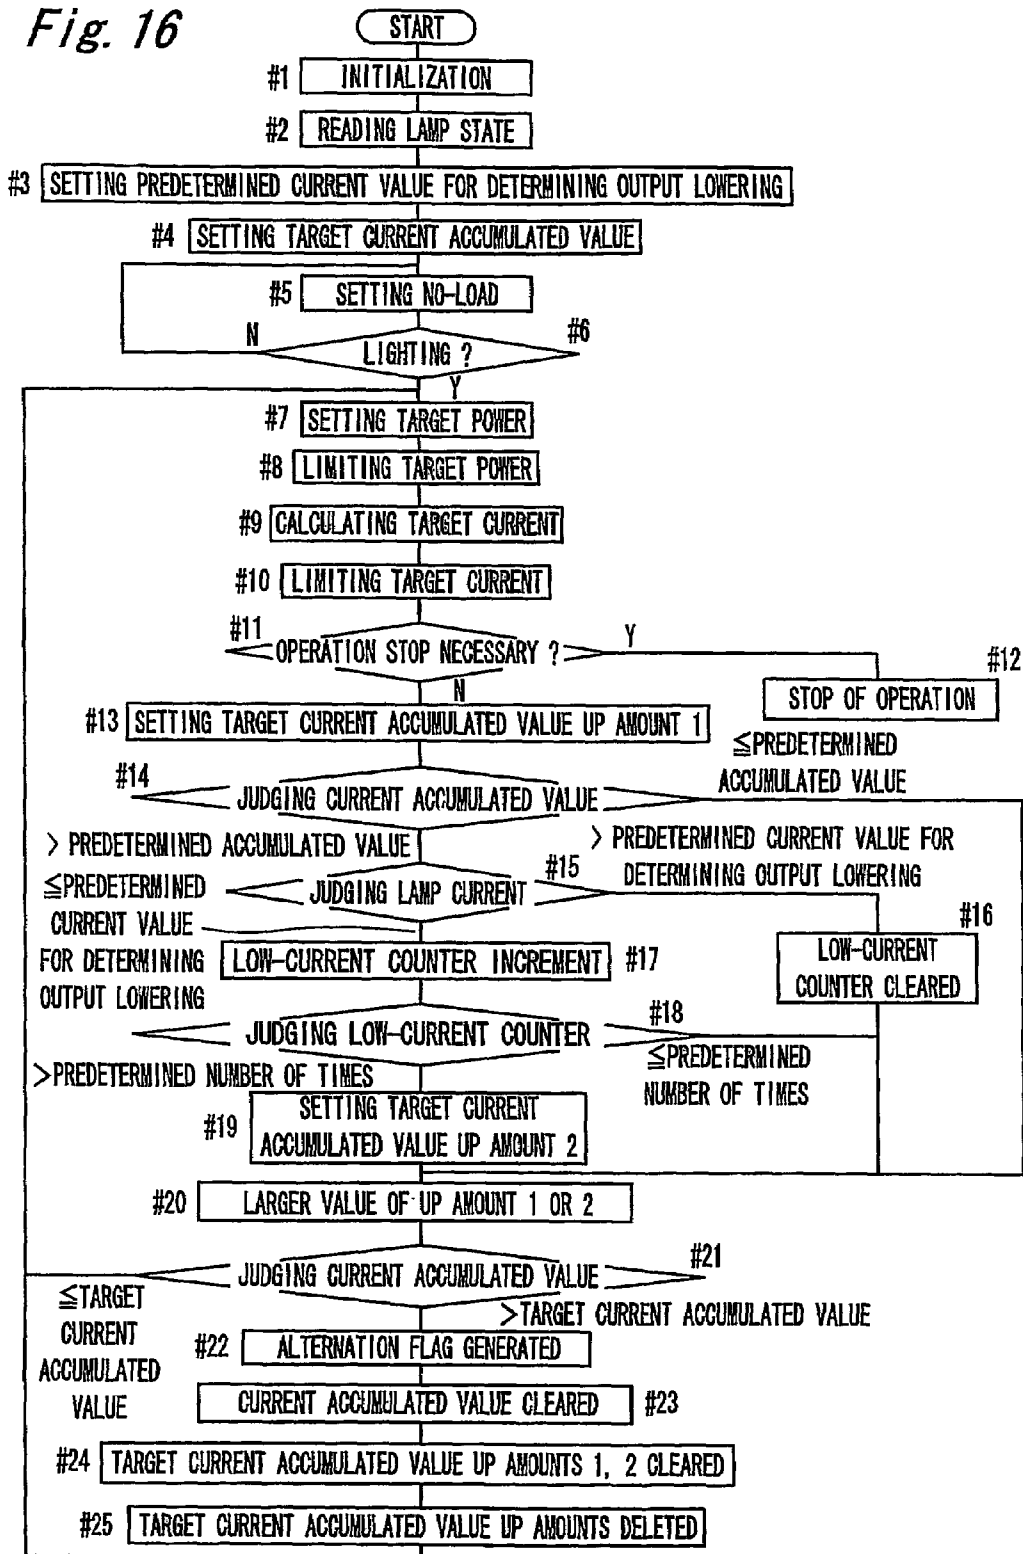 Fig. 16
START
#1 INITIALIZATION
#2 READING LAMP STATE
#3 SETTING PREDETERMINED CURRENT VALUE FOR DETERMINING OUTPUT LOWERING
#4 SETTING TARGET CURRENT ACCUMULATED VALUE
#5 SETTING NO-LOAD
N
#6
LIGHTING ?
Y
#7 SETTING TARGET POWER
#8 LIMITING TARGET POWER
#9 CALCULATING TARGET CURRENT
#10 LIMITING TARGET CURRENT
#11
OPERATION STOP NECESSARY ?
Y
N
#12
STOP OF OPERATION
#13 SETTING TARGET CURRENT ACCUMULATED VALUE UP AMOUNT 1
≦PREDETERMINED
ACCUMULATED VALUE
#14
JUDGING CURRENT ACCUMULATED VALUE
> PREDETERMINED ACCUMULATED VALUE
> PREDETERMINED CURRENT VALUE FOR
DETERMINING OUTPUT LOWERING
#15
JUDGING LAMP CURRENT
≦PREDETERMINED
CURRENT VALUE
FOR DETERMINING
OUTPUT LOWERING
#16
LOW-CURRENT
COUNTER CLEARED
LOW-CURRENT COUNTER INCREMENT #17
JUDGING LOW-CURRENT COUNTER
#18
≦PREDETERMINED
NUMBER OF TIMES
>PREDETERMINED NUMBER OF TIMES
#19
SETTING TARGET CURRENT
ACCUMULATED VALUE UP AMOUNT 2
#20 LARGER VALUE OF UP AMOUNT 1 OR 2
#21
JUDGING CURRENT ACCUMULATED VALUE
≦TARGET
CURRENT
ACCUMULATED
VALUE
>TARGET CURRENT ACCUMULATED VALUE
#22 ALTERNATION FLAG GENERATED
CURRENT ACCUMULATED VALUE CLEARED #23
#24 TARGET CURRENT ACCUMULATED VALUE UP AMOUNTS 1, 2 CLEARED
#25 TARGET CURRENT ACCUMULATED VALUE UP AMOUNTS DELETED